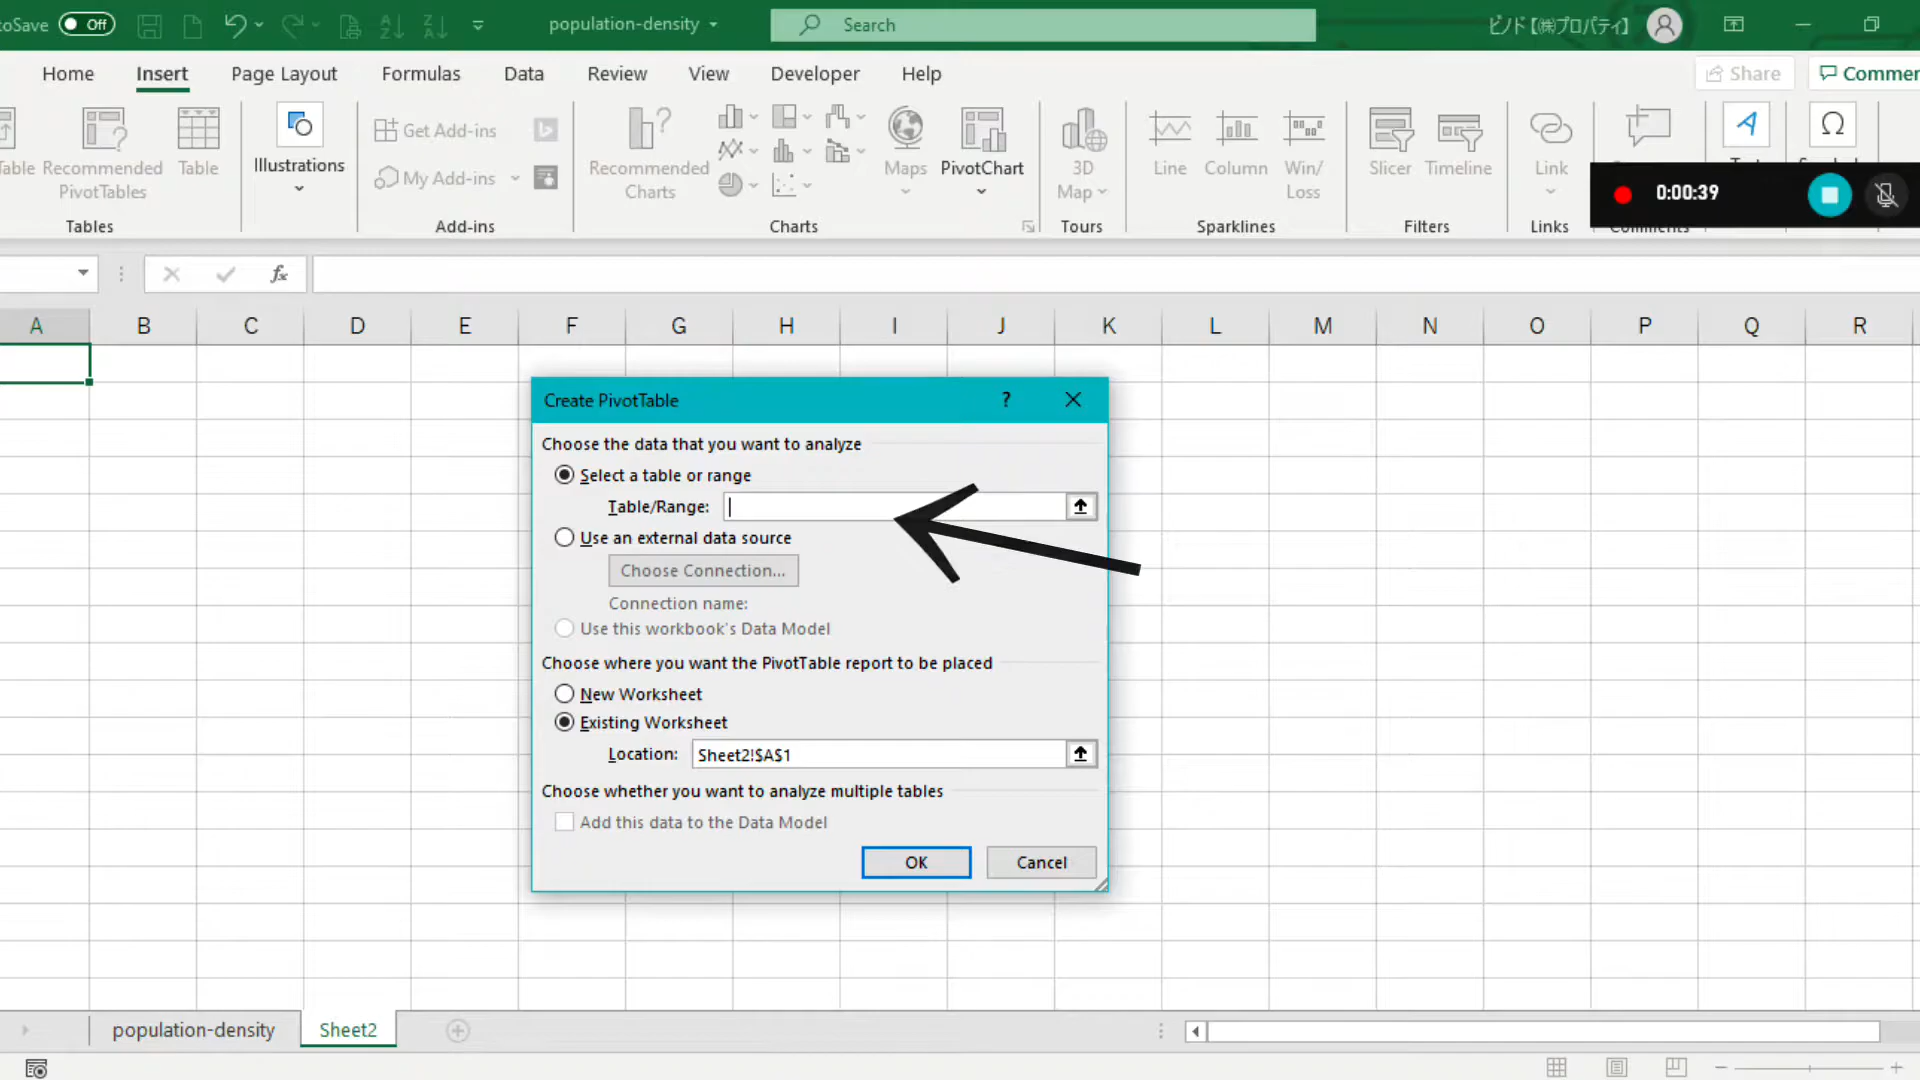 oSave Off population-density Search ビノド【㈱プロパティ】
Home Insert Page Layout Formulas Data Review View Developer Help Share Commen
Table Recommended PivotTables Table
Illustrations
Get Add-ins
My Add-ins
Recommended Charts
Maps PivotChart
3D Map
Line Column Win/Loss
Slicer Timeline
Link
0:00:39
Tables Add-ins Charts Tours Sparklines Filters Links Comments
fx
A B C D E F G H I J K L M N O P Q R
Create PivotTable ?
Choose the data that you want to analyze
Select a table or range
Table/Range:
Use an external data source
Choose Connection...
Connection name:
Use this workbook's Data Model
Choose where you want the PivotTable report to be placed
New Worksheet
Existing Worksheet
Location: Sheet2!$A$1
Choose whether you want to analyze multiple tables
Add this data to the Data Model
OK Cancel
population-density Sheet2